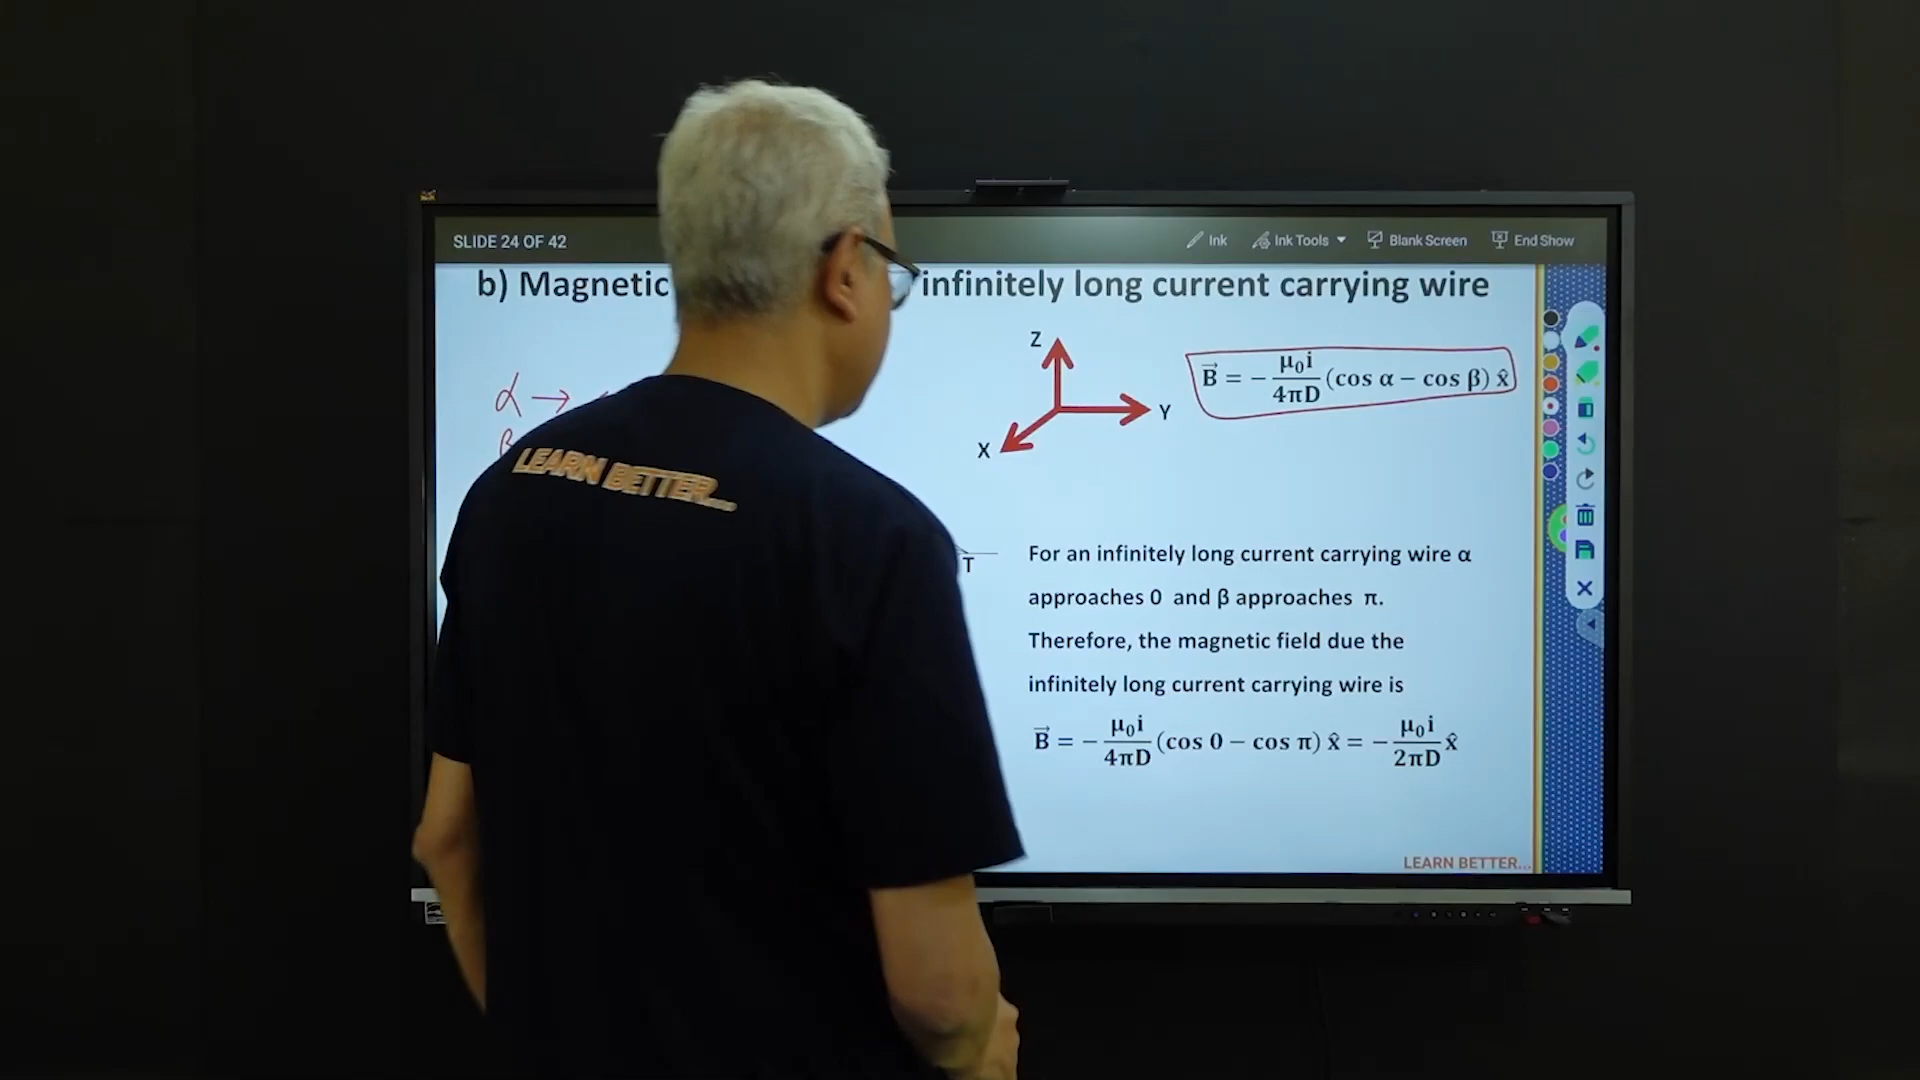 SLIDE 24 OF 42
Ink
Ink Tools
Blank Screen
End Show
b) Magnetic infinitely long current carrying wire
Z
Y
X
B⃗ = − μ₀i/4πD (cos α − cos β) x̂
α →
β
LEARN BETTER...
T
For an infinitely long current carrying wire α
approaches 0 and β approaches π.
Therefore, the magnetic field due the
infinitely long current carrying wire is
B⃗ = − μ₀i/4πD (cos 0 − cos π) x̂ = − μ₀i/2πD x̂
LEARN BETTER...